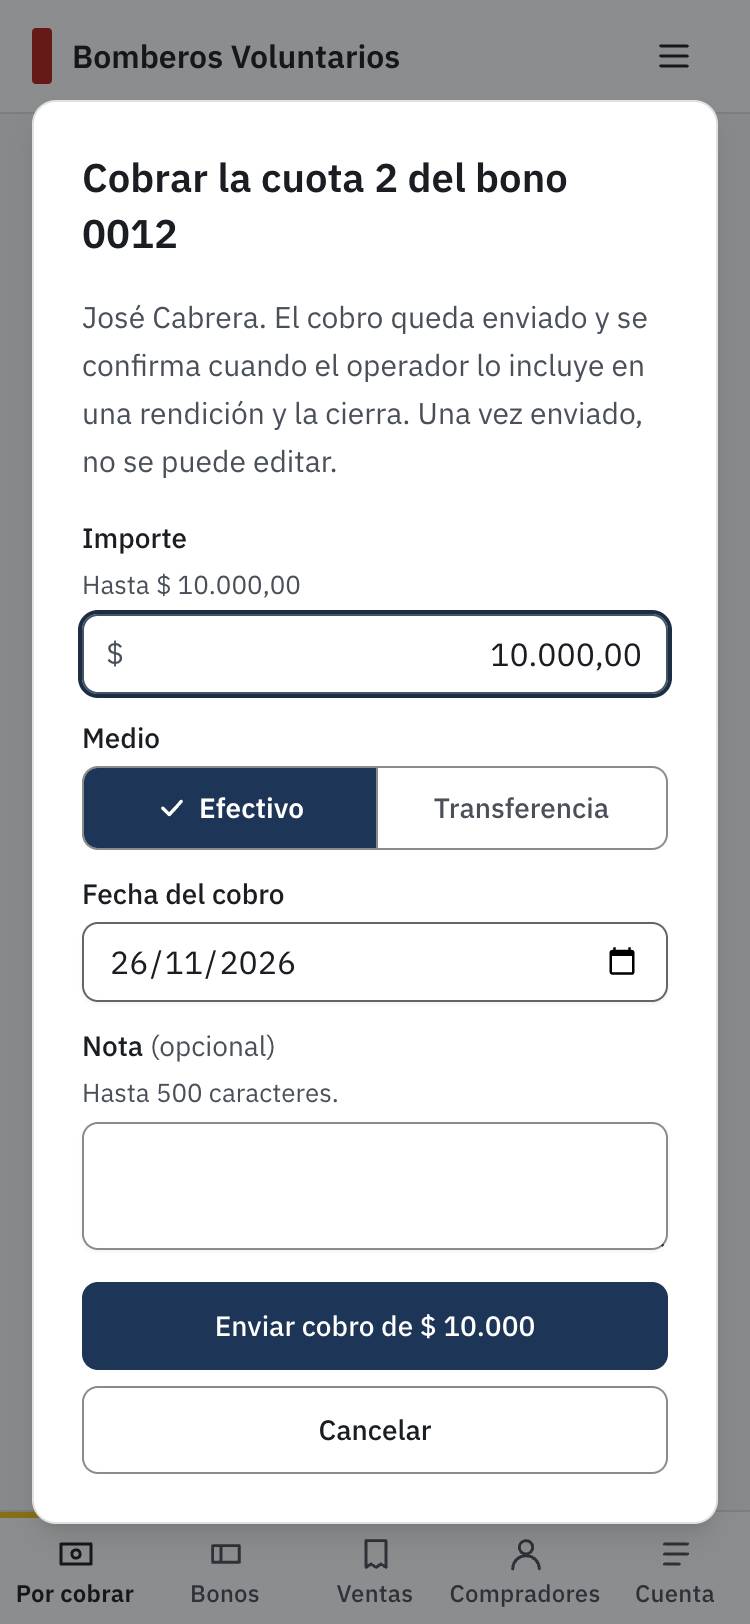 Bomberos Voluntarios
Cobrar la cuota 2 del bono
0012
José Cabrera. El cobro queda enviado y se
confirma cuando el operador lo incluye en
una rendición y la cierra. Una vez enviado,
no se puede editar.
Importe
Hasta $ 10.000,00
$ 10.000,00
Medio
Efectivo Transferencia
Fecha del cobro
26/11/2026
Nota (opcional)
Hasta 500 caracteres.
Enviar cobro de $ 10.000
Cancelar
Por cobrar Bonos Ventas Compradores Cuenta